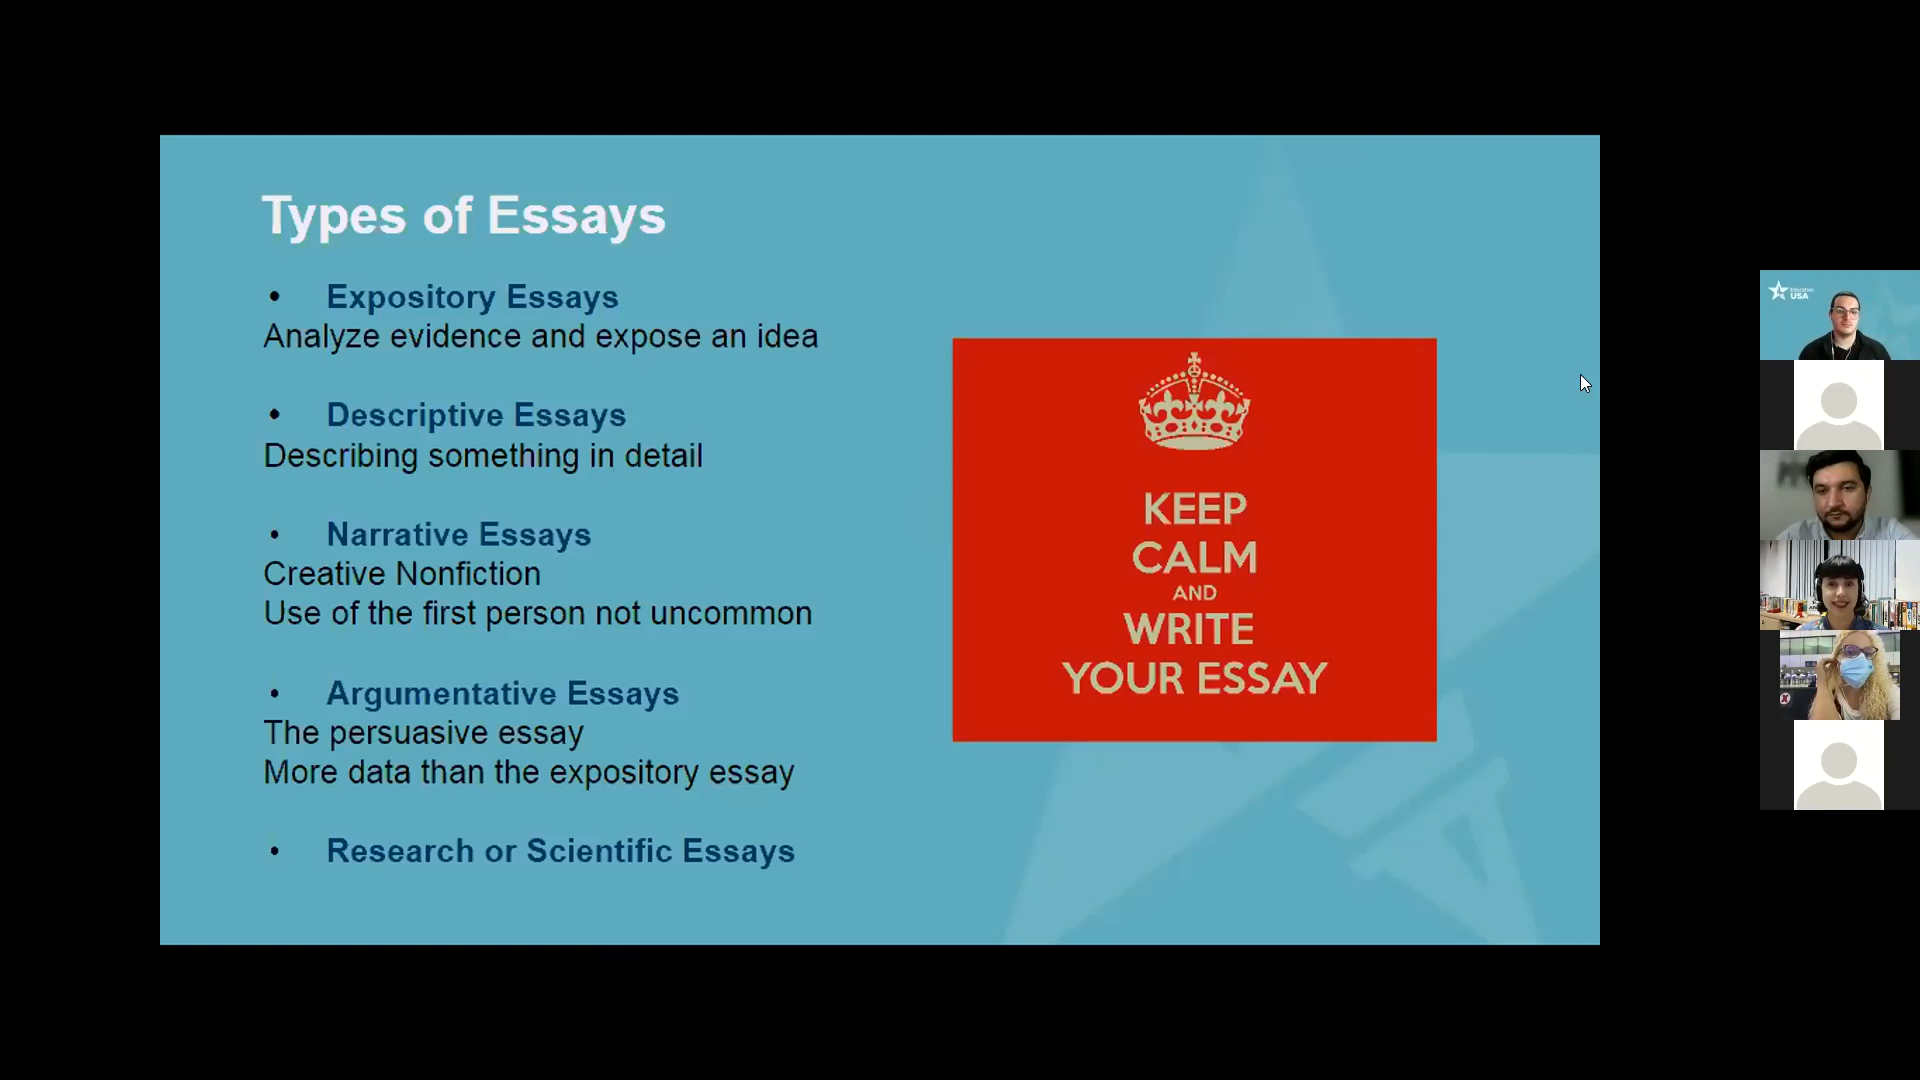 Types of Essays
• Expository Essays
Analyze evidence and expose an idea
• Descriptive Essays
Describing something in detail
• Narrative Essays
Creative Nonfiction
Use of the first person not uncommon
• Argumentative Essays
The persuasive essay
More data than the expository essay
• Research or Scientific Essays
KEEP
CALM
AND
WRITE
YOUR ESSAY
Education
USA